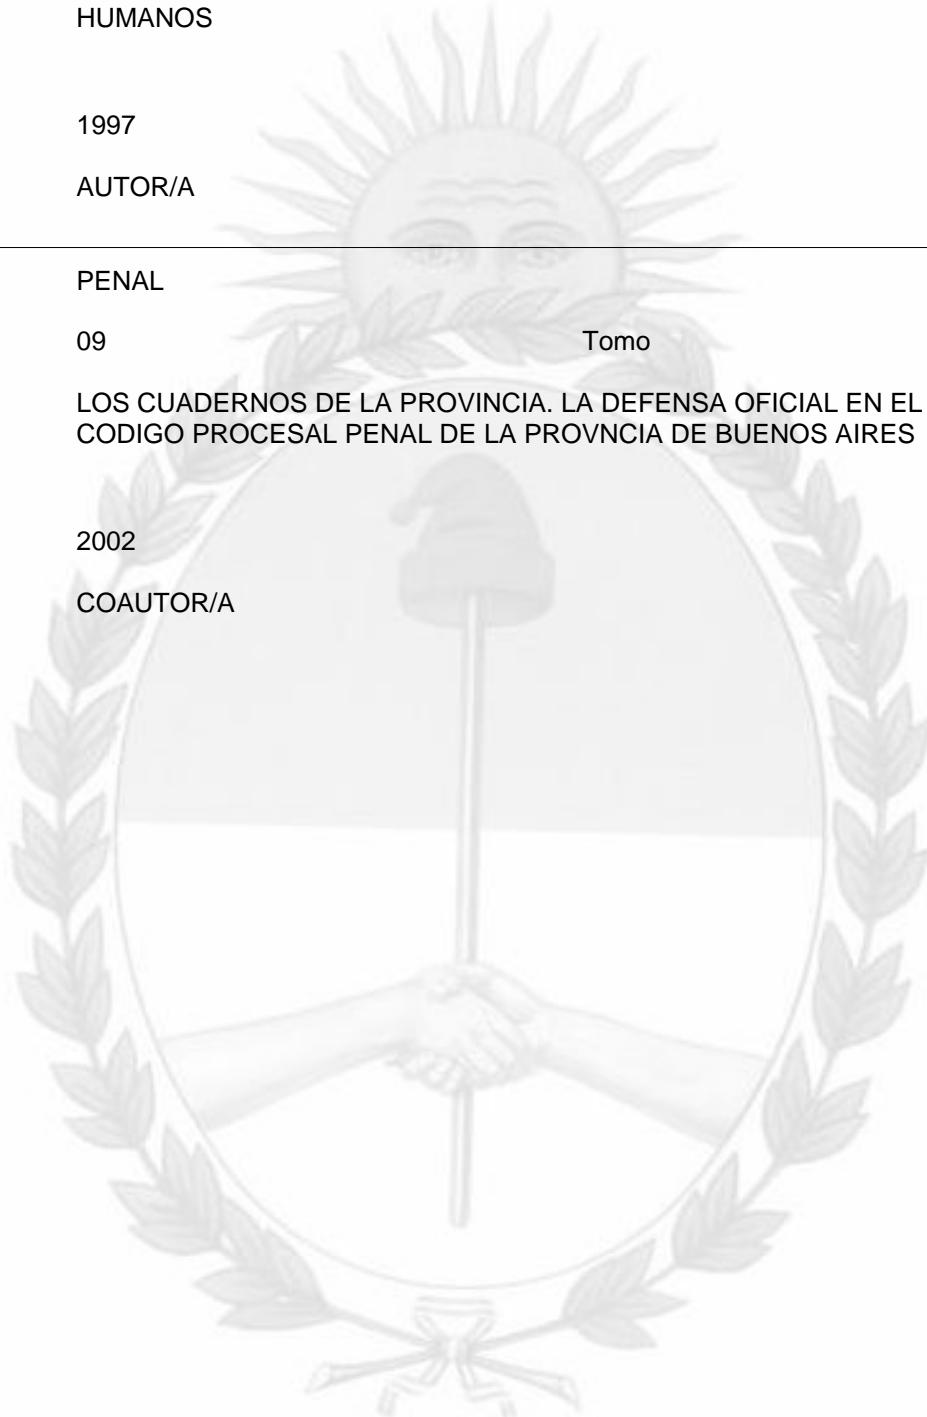 HUMANOS
1997
AUTOR/A
PENAL
09 Tomo
LOS CUADERNOS DE LA PROVINCIA. LA DEFENSA OFICIAL EN EL
CODIGO PROCESAL PENAL DE LA PROVNCIA DE BUENOS AIRES
2002
COAUTOR/A